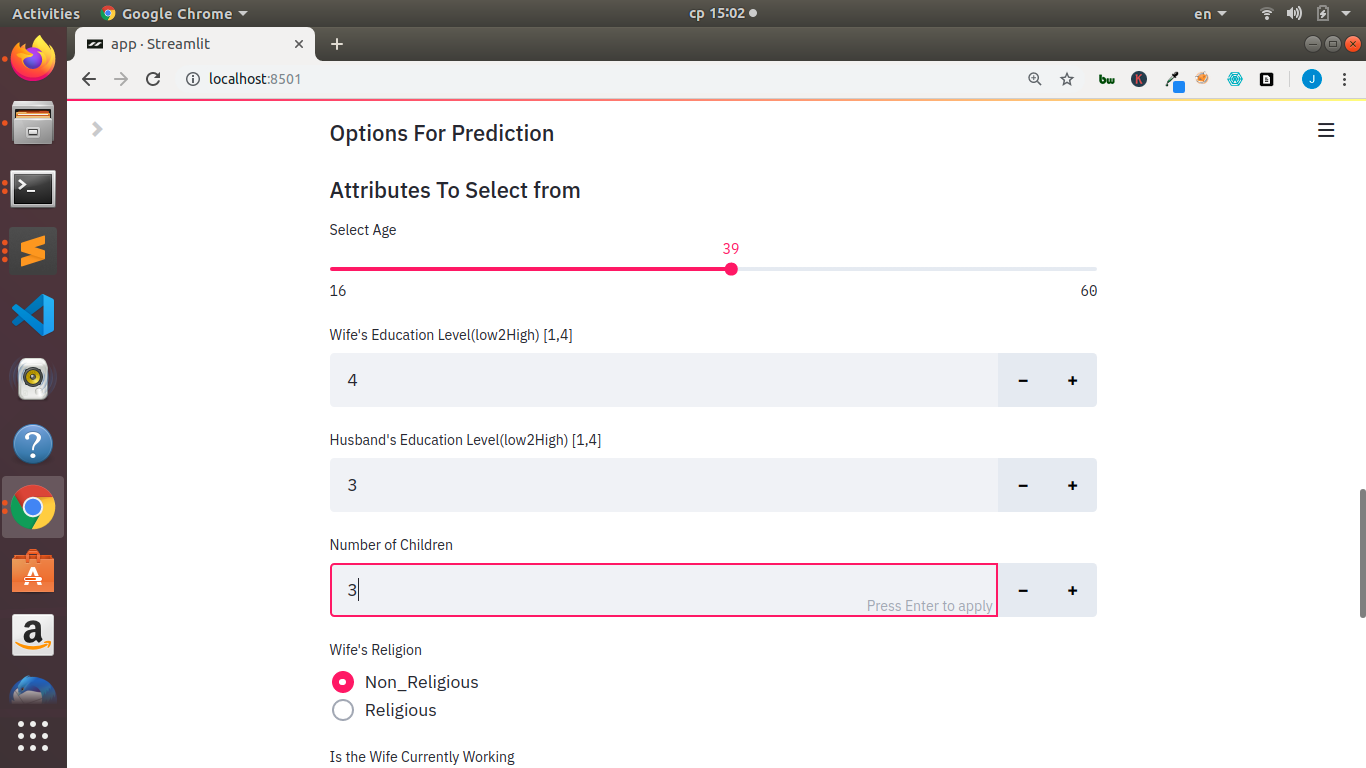 Activities Google Chrome ср 15:02 en
app · Streamlit
localhost:8501
bw K J
Options For Prediction
Attributes To Select from
Select Age
39
16 60
Wife's Education Level(low2High) [1,4]
4 − +
Husband's Education Level(low2High) [1,4]
3 − +
Number of Children
3 − +
Press Enter to apply
Wife's Religion
Non_Religious
Religious
Is the Wife Currently Working